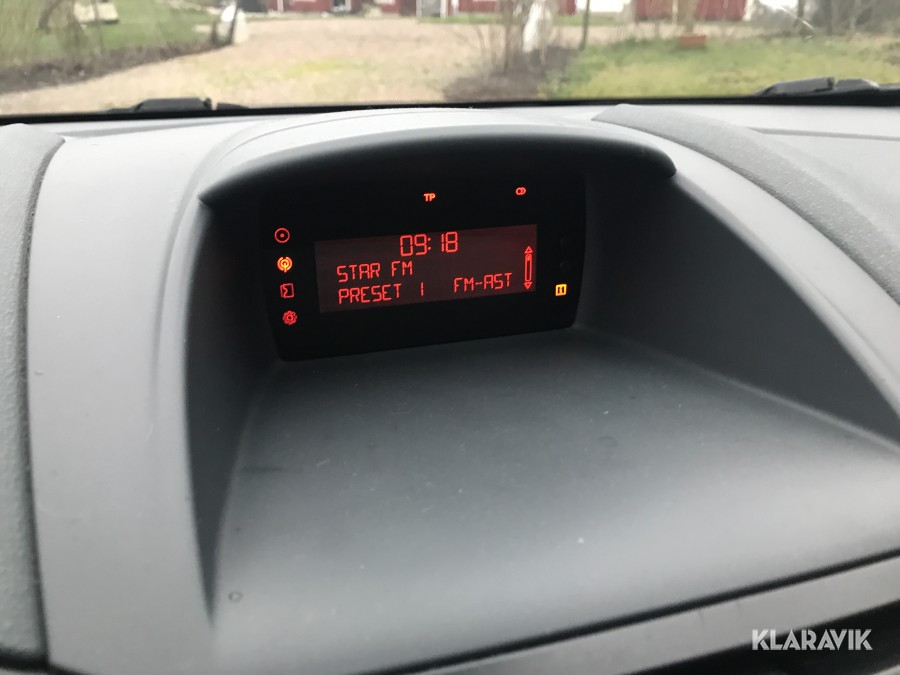 TP
09:18
STAR FM
PRESET 1 FM-AST
KLARAVIK